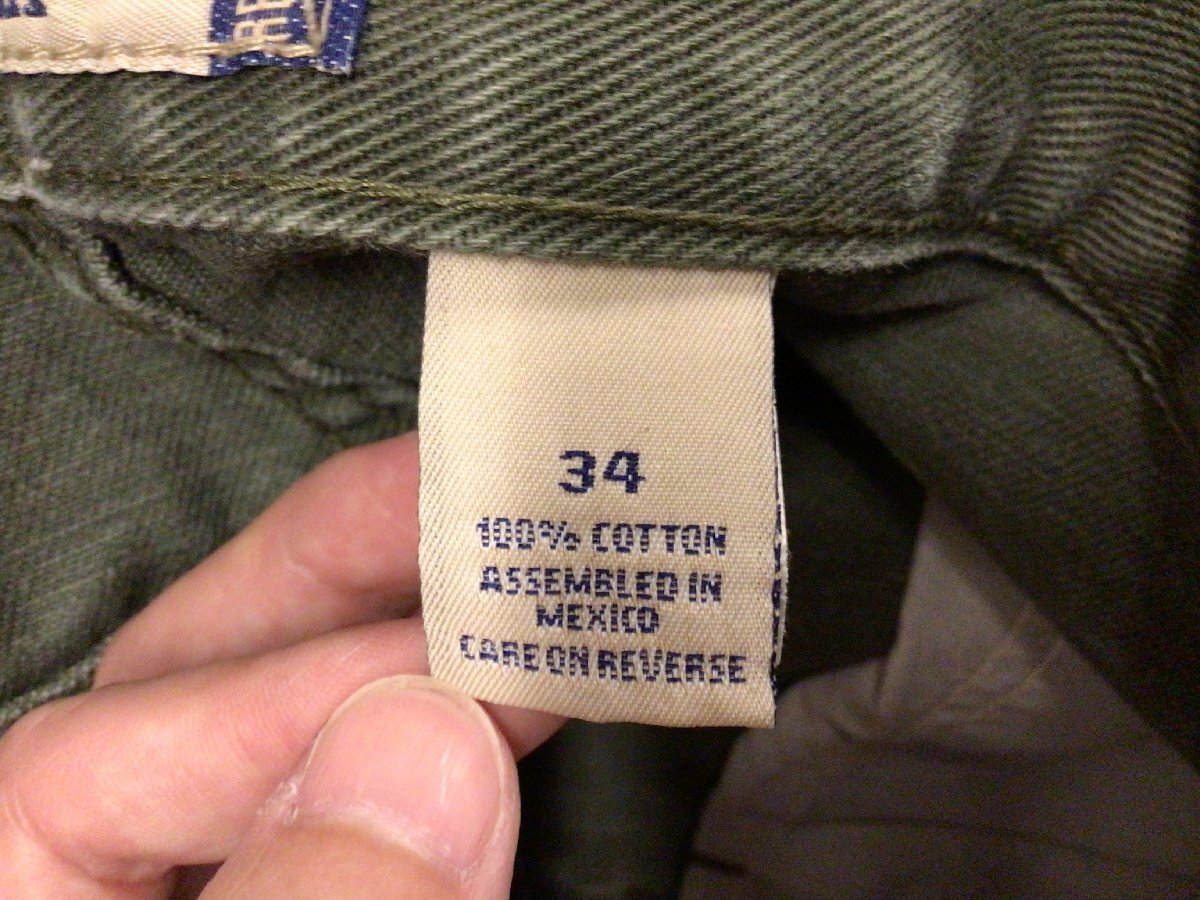 34
100% COTTON
ASSEMBLED IN
MEXICO
CARE ON REVERSE